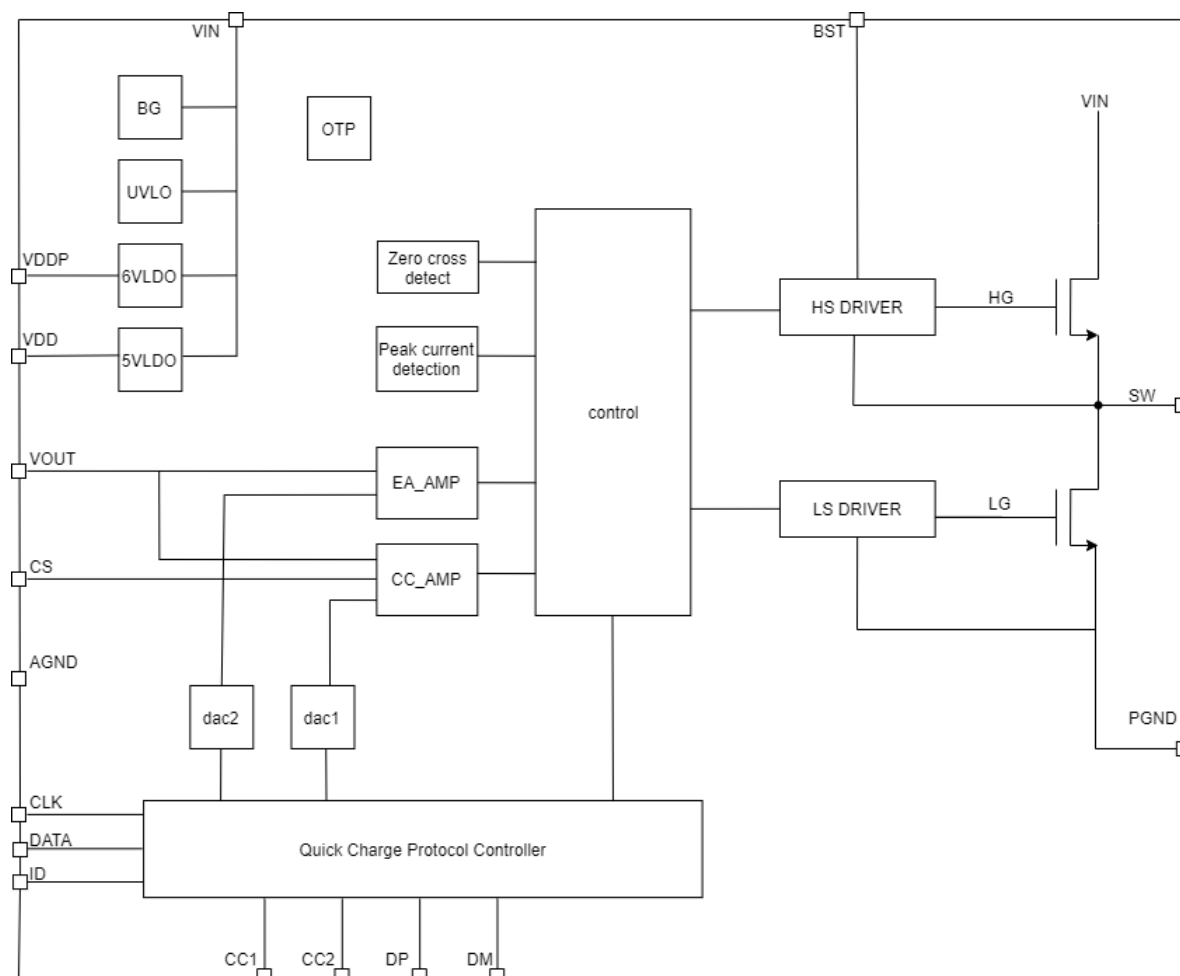 VIN
BST
BG
OTP
VIN
UVLO
VDDP
6VLDO
Zero cross
detect
HS DRIVER
HG
VDD
5VLDO
Peak current
detection
control
SW
VOUT
EA_AMP
LS DRIVER
LG
CS
CC_AMP
AGND
dac2
dac1
PGND
CLK
DATA
Quick Charge Protocol Controller
ID
CC1
CC2
DP
DM